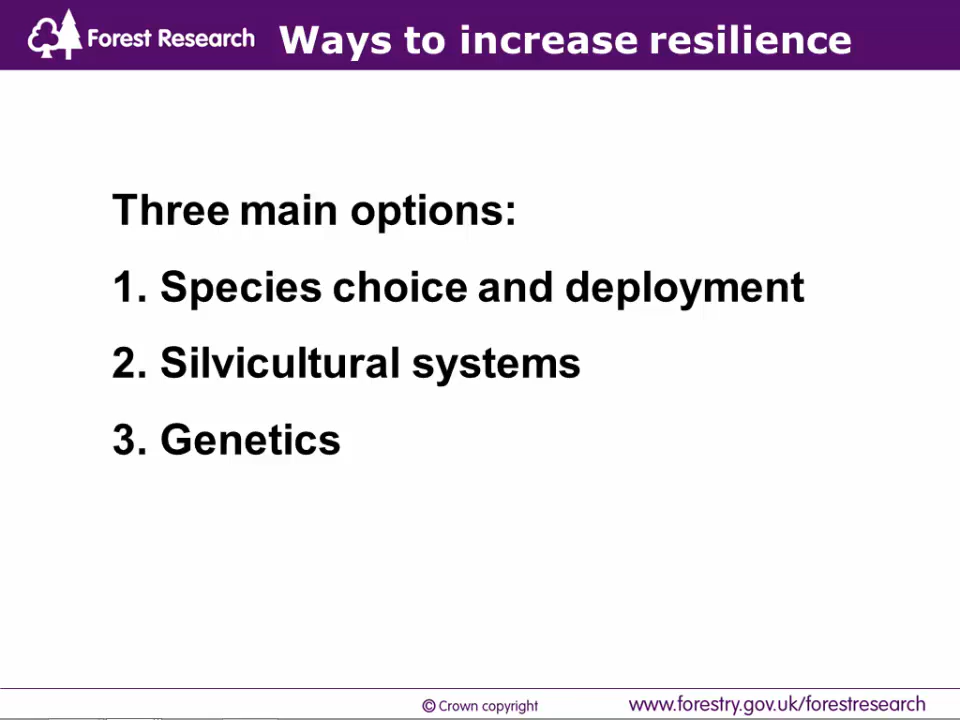 Forest Research
Ways to increase resilience
Three main options:
1. Species choice and deployment
2. Silvicultural systems
3. Genetics
© Crown copyright
www.forestry.gov.uk/forestresearch